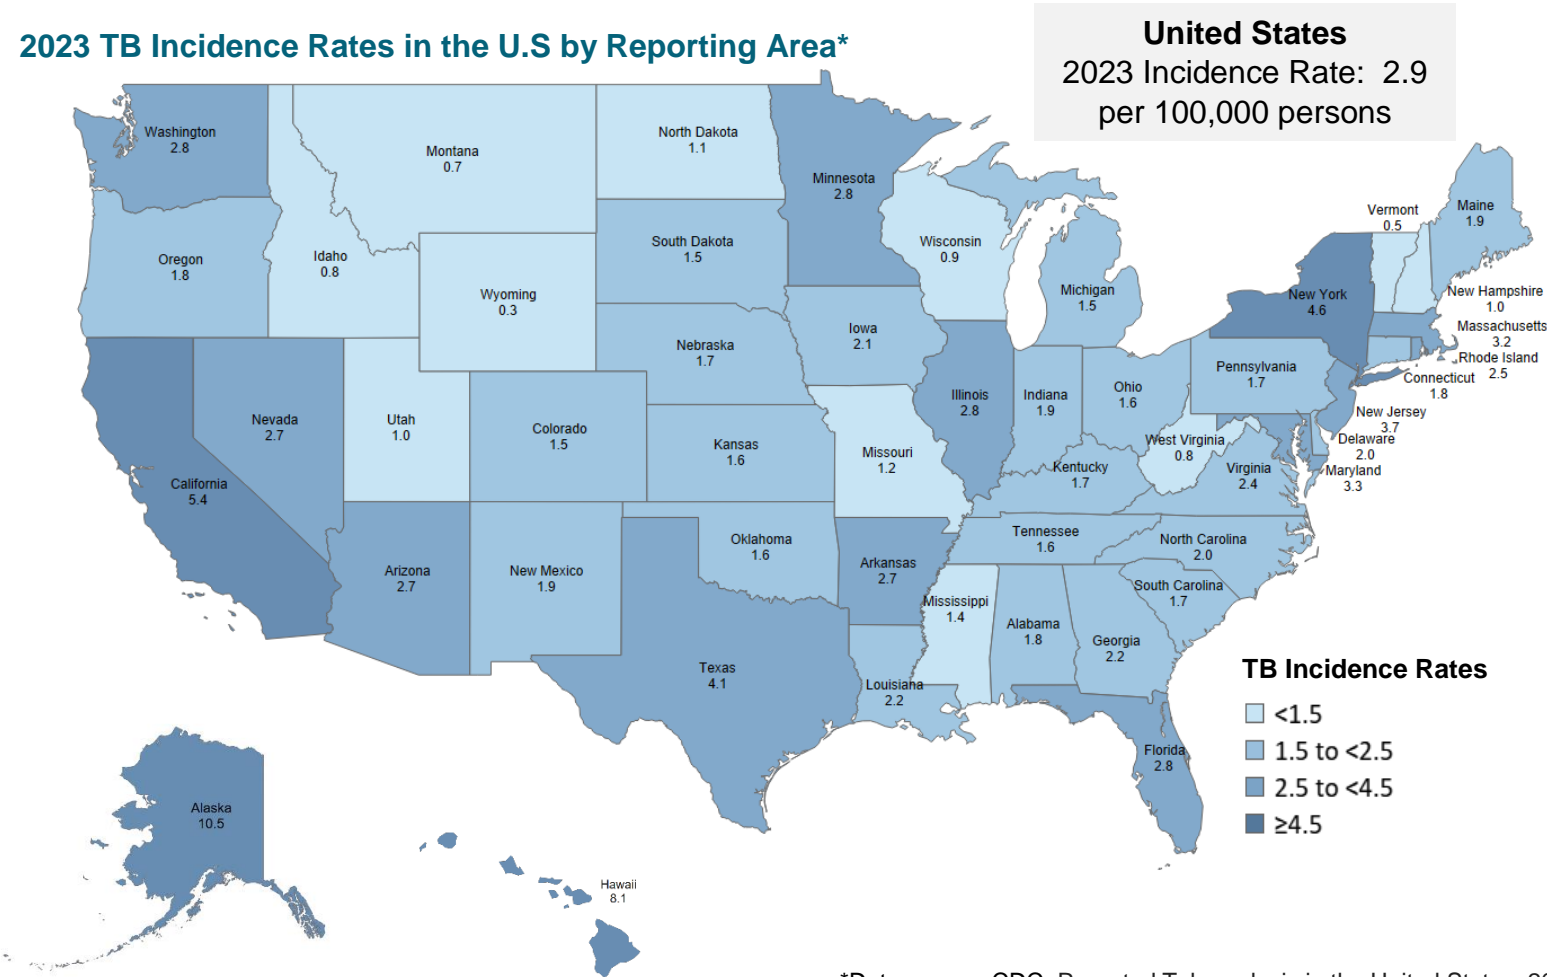 2023 TB Incidence Rates in the U.S by Reporting Area*
United States
2023 Incidence Rate: 2.9
per 100,000 persons
Washington
2.8
Montana
0.7
North Dakota
1.1
Minnesota
2.8
Oregon
1.8
Idaho
0.8
Wyoming
0.3
South Dakota
1.5
Wisconsin
0.9
Michigan
1.5
Vermont
0.5
Maine
1.9
New York
4.6
New Hampshire
1.0
Massachusetts
3.2
Rhode Island
2.5
Connecticut
1.8
New Jersey
3.7
Delaware
2.0
Maryland
3.3
Nevada
2.7
Utah
1.0
Colorado
1.5
Nebraska
1.7
Iowa
2.1
Kansas
1.6
Missouri
1.2
Illinois
2.8
Indiana
1.9
Ohio
1.6
Pennsylvania
1.7
West Virginia
0.8
Virginia
2.4
Kentucky
1.7
California
5.4
Arizona
2.7
New Mexico
1.9
Oklahoma
1.6
Arkansas
2.7
Tennessee
1.6
North Carolina
2.0
South Carolina
1.7
Mississippi
1.4
Alabama
1.8
Georgia
2.2
Texas
4.1
Louisiana
2.2
Florida
2.8
Alaska
10.5
Hawaii
8.1
TB Incidence Rates
<1.5
1.5 to <2.5
2.5 to <4.5
≥4.5